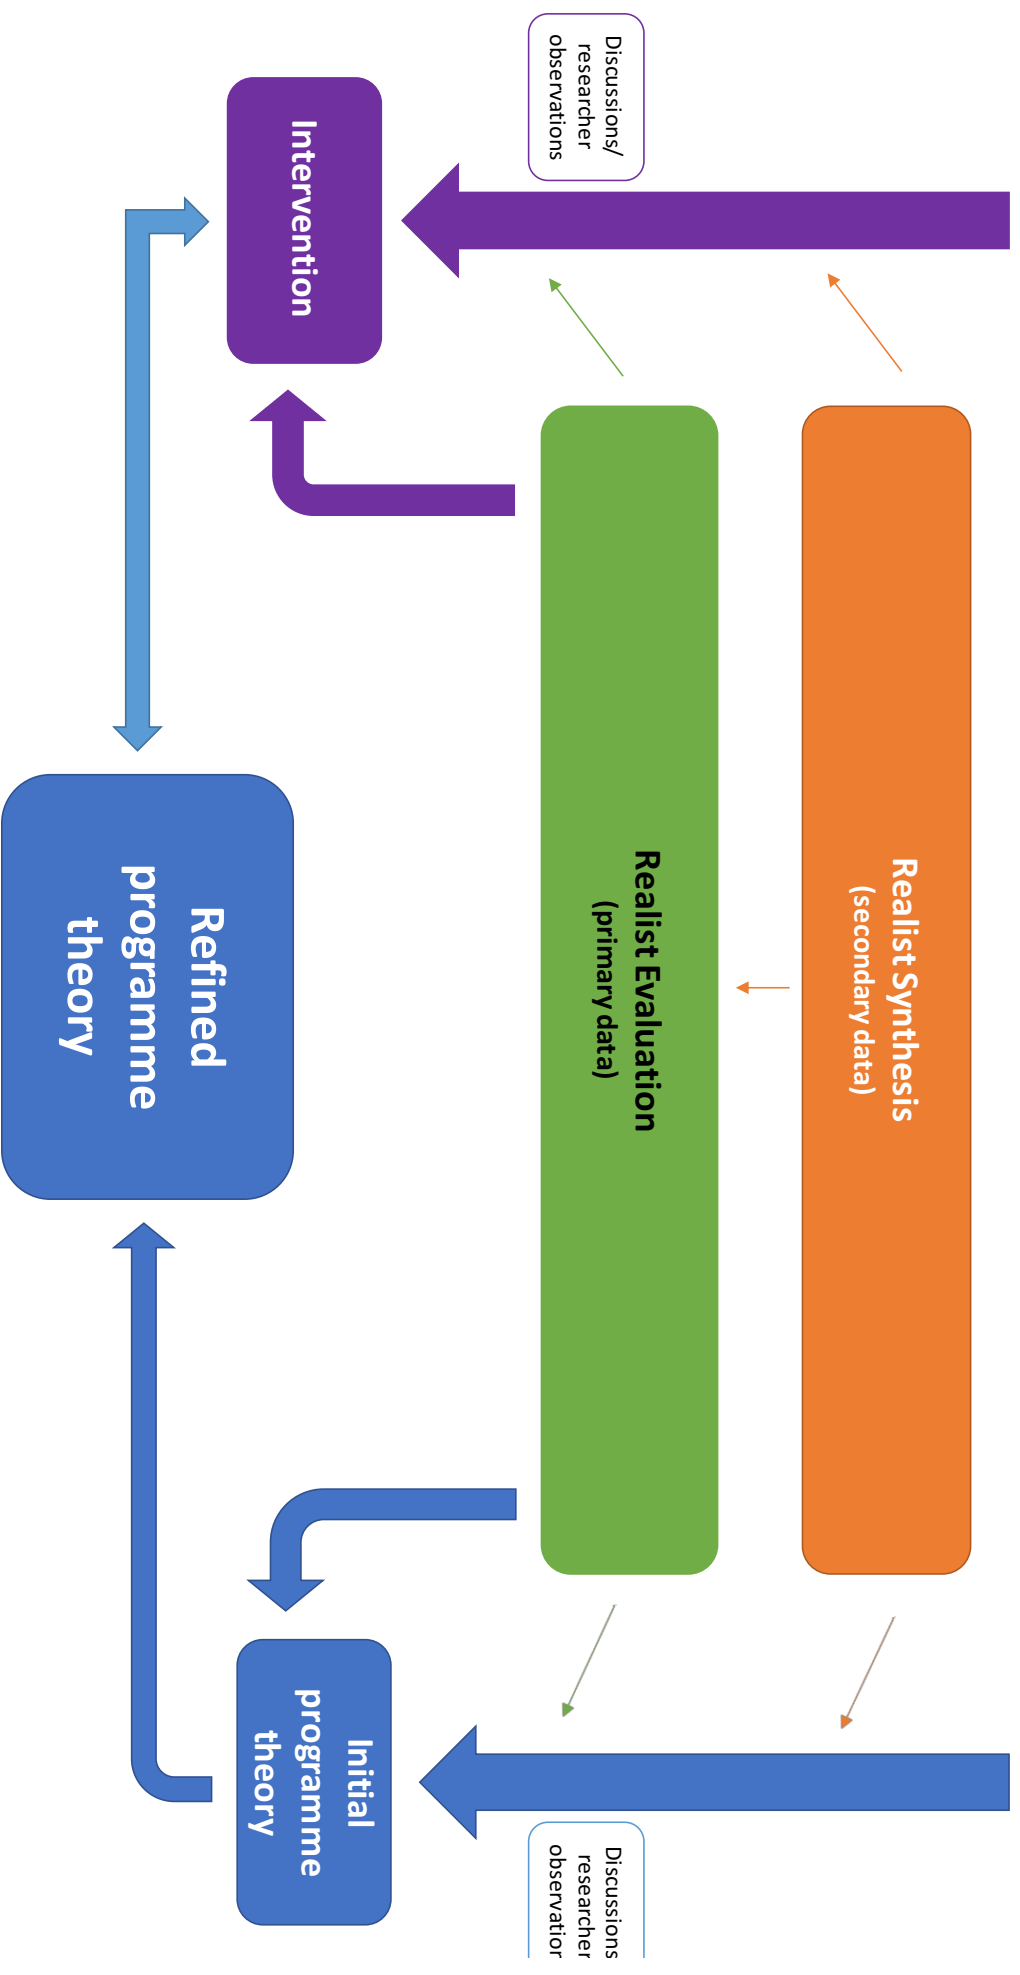 Realist Synthesis
(secondary data)
Realist Evaluation
(primary data)
Discussions/
researcher
observations
Discussions
researcher
Intervention
Initial
programme
theory
Refined
programme
theory